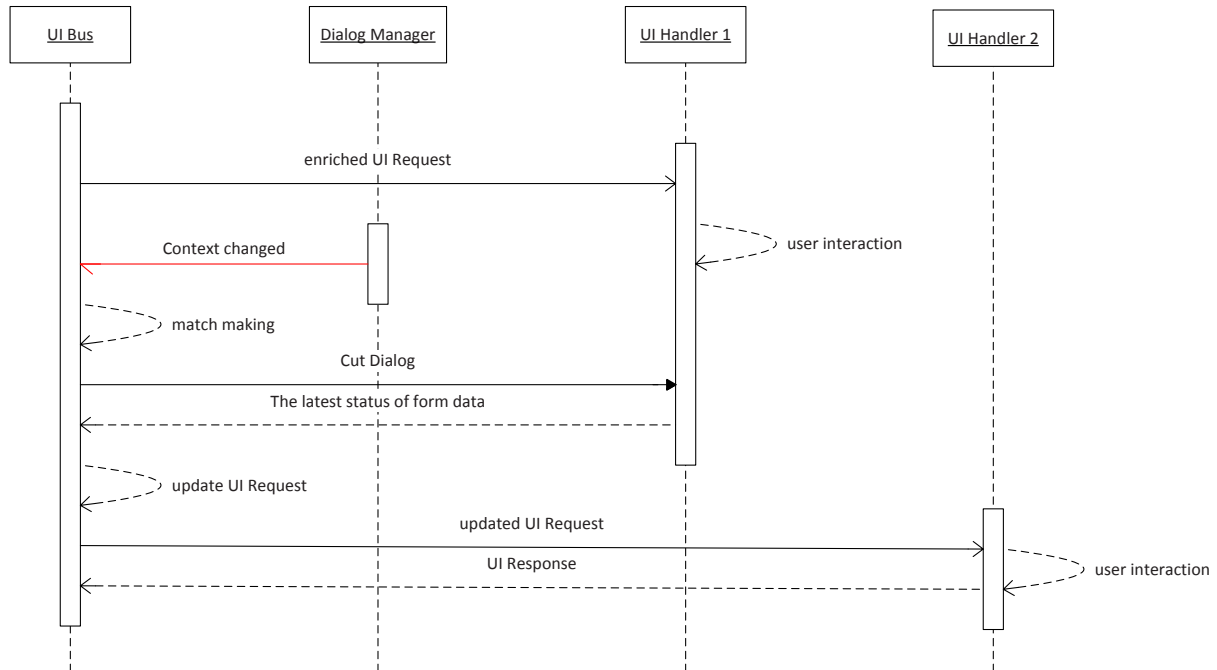 UI Bus
Dialog Manager
UI Handler 1
UI Handler 2
enriched UI Request
user interaction
Context changed
match making
Cut Dialog
The latest status of form data
update UI Request
updated UI Request
UI Response
user interaction